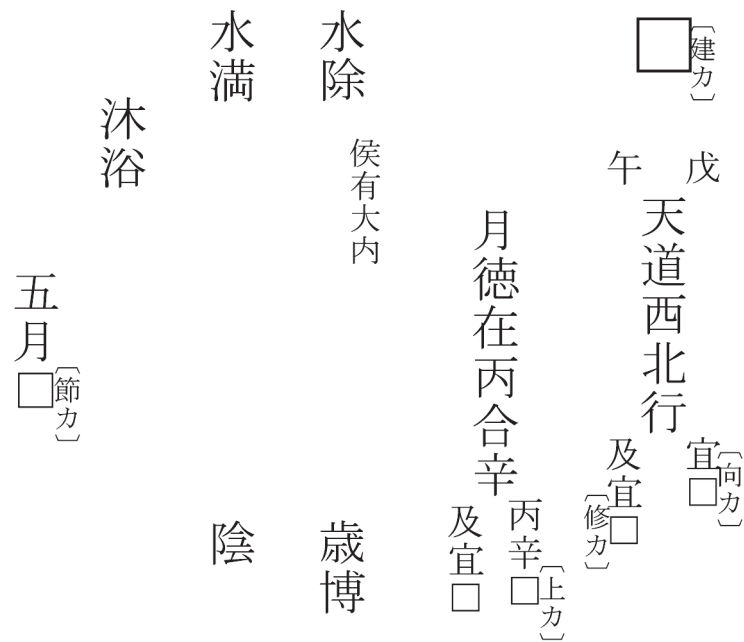 □〔建カ〕
戊
午
天道西北行
宜□〔向カ〕
及宜□〔修カ〕
月徳在丙合辛
丙辛□〔上カ〕
及宜□
水除
侯有大内
歳博
水満
陰
沐浴
五月□〔節カ〕